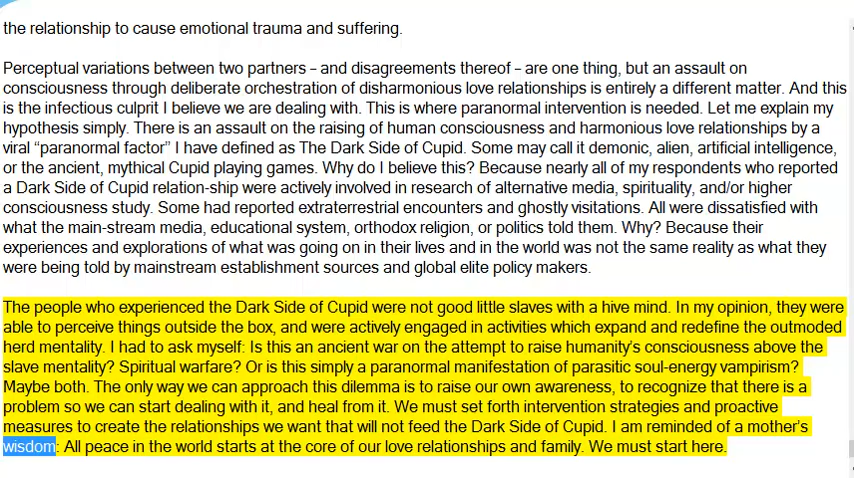 the relationship to cause emotional trauma and suffering.
Perceptual variations between two partners – and disagreements thereof – are one thing, but an assault on
consciousness through deliberate orchestration of disharmonious love relationships is entirely a different matter. And this
is the infectious culprit I believe we are dealing with. This is where paranormal intervention is needed. Let me explain my
hypothesis simply. There is an assault on the raising of human consciousness and harmonious love relationships by a
viral “paranormal factor” I have defined as The Dark Side of Cupid. Some may call it demonic, alien, artificial intelligence,
or the ancient, mythical Cupid playing games. Why do I believe this? Because nearly all of my respondents who reported
a Dark Side of Cupid relation-ship were actively involved in research of alternative media, spirituality, and/or higher
consciousness study. Some had reported extraterrestrial encounters and ghostly visitations. All were dissatisfied with
what the main-stream media, educational system, orthodox religion, or politics told them. Why? Because their
experiences and explorations of what was going on in their lives and in the world was not the same reality as what they
were being told by mainstream establishment sources and global elite policy makers.
The people who experienced the Dark Side of Cupid were not good little slaves with a hive mind. In my opinion, they were
able to perceive things outside the box, and were actively engaged in activities which expand and redefine the outmoded
herd mentality. I had to ask myself: Is this an ancient war on the attempt to raise humanity’s consciousness above the
slave mentality? Spiritual warfare? Or is this simply a paranormal manifestation of parasitic soul-energy vampirism?
Maybe both. The only way we can approach this dilemma is to raise our own awareness, to recognize that there is a
problem so we can start dealing with it, and heal from it. We must set forth intervention strategies and proactive
measures to create the relationships we want that will not feed the Dark Side of Cupid. I am reminded of a mother’s
wisdom: All peace in the world starts at the core of our love relationships and family. We must start here.